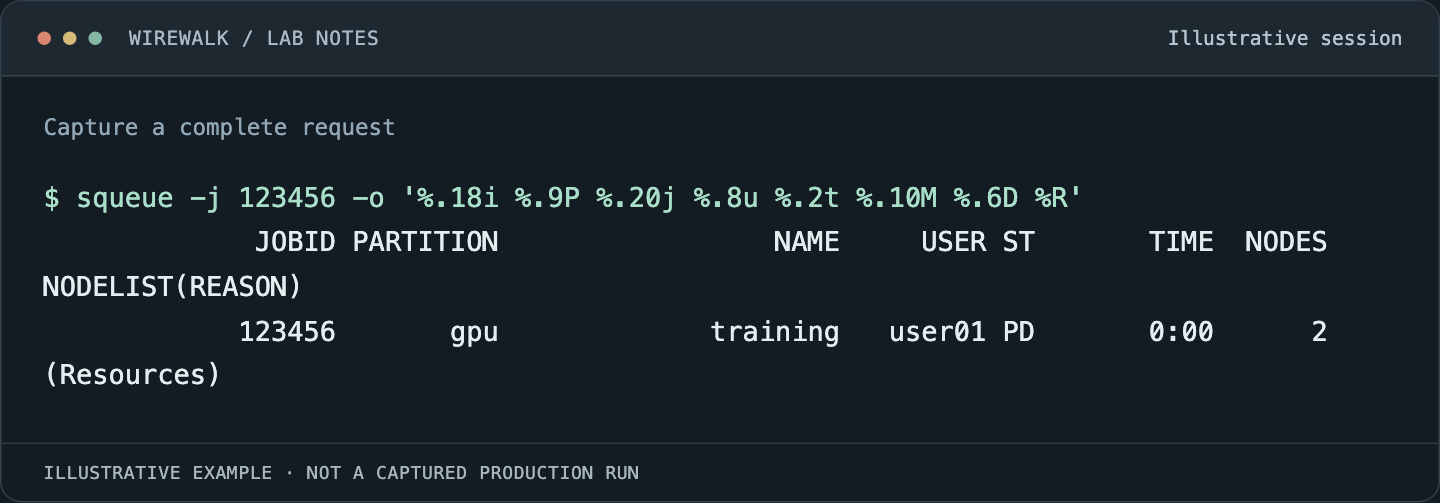 WIREWALK / LAB NOTES
Illustrative session
Capture a complete request
$ squeue -j 123456 -o '%.18i %.9P %.20j %.8u %.2t %.10M %.6D %R'
JOBID PARTITION NAME USER ST TIME NODES
NODELIST(REASON)
123456 gpu training user01 PD 0:00 2
(Resources)
ILLUSTRATIVE EXAMPLE · NOT A CAPTURED PRODUCTION RUN